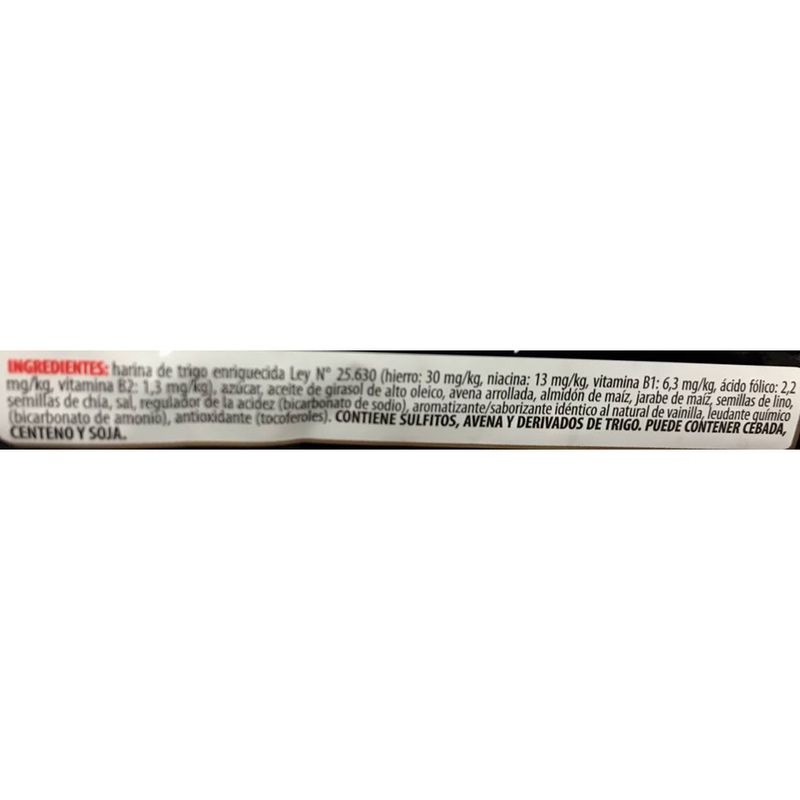 INGREDIENTES: harina de trigo enriquecida Ley N° 25.630 (hierro: 30 mg/kg, niacina: 13 mg/kg, vitamina B1: 6,3 mg/kg, ácido fólico: 2,2
mg/kg, vitamina B2: 1,3 mg/kg), azúcar, aceite de girasol de alto oleico, avena arrollada, almidón de maíz, jarabe de maíz, semillas de lino,
semillas de chía, sal, regulador de la acidez (bicarbonato de sodio), aromatizante/saborizante idéntico al natural de vainilla, leudante químico
(bicarbonato de amonio), antioxidante (tocoferoles). CONTIENE SULFITOS, AVENA Y DERIVADOS DE TRIGO. PUEDE CONTENER CEBADA,
CENTENO Y SOJA.